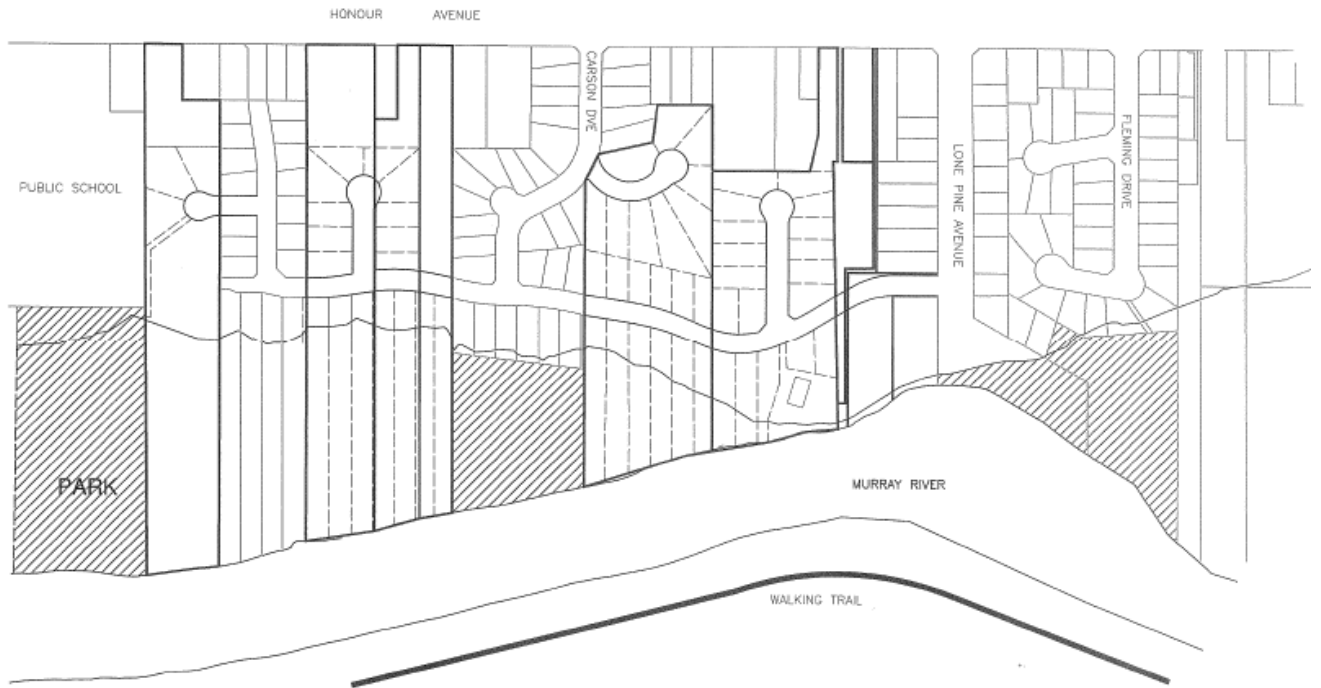 HONOUR AVENUE
CARSON DVE
FLEMING DRIVE
LONE PINE AVENUE
PUBLIC SCHOOL
PARK
MURRAY RIVER
WALKING TRAIL